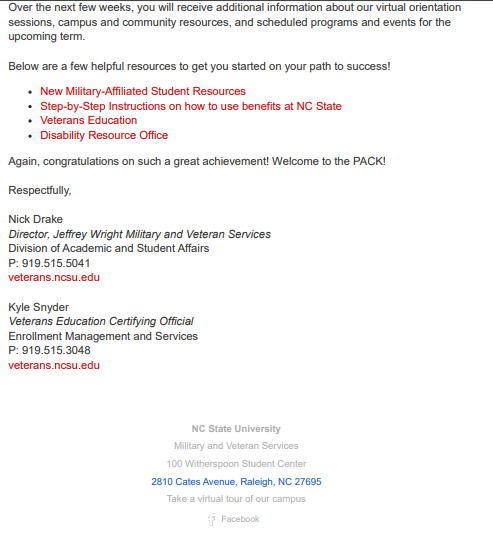 Over the next few weeks, you will receive additional information about our virtual orientation
sessions, campus and community resources, and scheduled programs and events for the
upcoming term.
Below are a few helpful resources to get you started on your path to success!
• New Military-Affiliated Student Resources
• Step-by-Step Instructions on how to use benefits at NC State
• Veterans Education
• Disability Resource Office
Again, congratulations on such a great achievement! Welcome to the PACK!
Respectfully,
Nick Drake
Director, Jeffrey Wright Military and Veteran Services
Division of Academic and Student Affairs
P: 919.515.5041
veterans.ncsu.edu
Kyle Snyder
Veterans Education Certifying Official
Enrollment Management and Services
P: 919.515.3048
veterans.ncsu.edu
NC State University
Military and Veteran Services
100 Witherspoon Student Center
2810 Cates Avenue, Raleigh, NC 27695
Take a virtual tour of our campus
Facebook